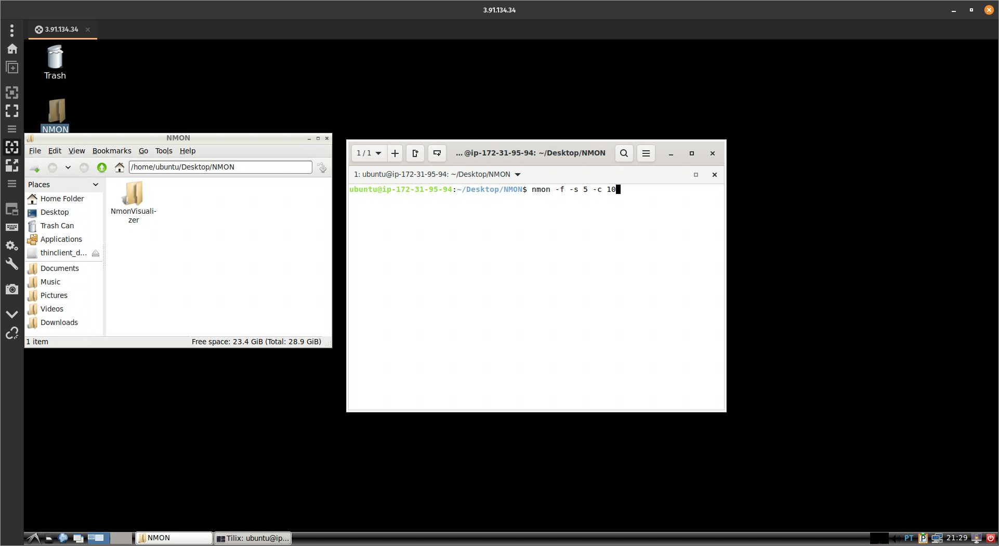 3.91.134.34
3.91.134.34
Trash
NMON
NMON
File Edit View Bookmarks Go Tools Help
/home/ubuntu/Desktop/NMON
Places
Home Folder
Desktop
Trash Can
Applications
thinclient_d...
Documents
Music
Pictures
Videos
Downloads
NmonVisuali-
zer
1 item
Free space: 23.4 GiB (Total: 28.9 GiB)
1 / 1
...@ip-172-31-95-94: ~/Desktop/NMON
1: ubuntu@ip-172-31-95-94: ~/Desktop/NMON
ubuntu@ip-172-31-95-94:~/Desktop/NMON$ nmon -f -s 5 -c 10
NMON
Tilix: ubuntu@ip...
PT
P
21:29